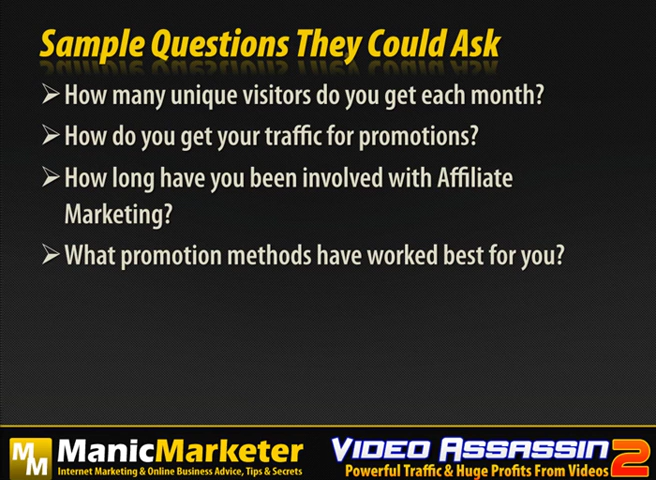 Sample Questions They Could Ask
How many unique visitors do you get each month?
How do you get your traffic for promotions?
How long have you been involved with Affiliate
Marketing?
What promotion methods have worked best for you?
MM ManicMarketer
Internet Marketing & Online Business Advice, Tips & Secrets
VIDEO ASSASSIN 2
Powerful Traffic & Huge Profits From Videos